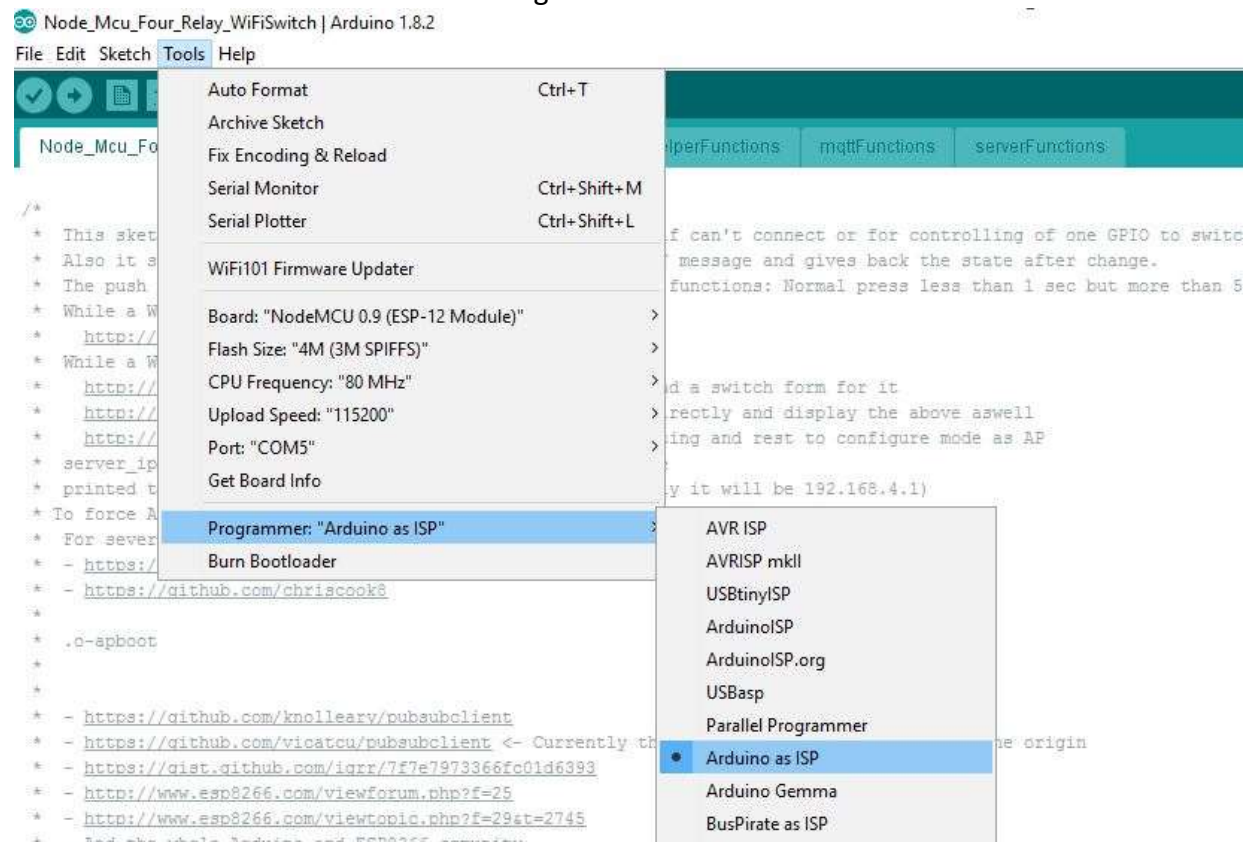 Node_Mcu_Four_Relay_WiFiSwitch | Arduino 1.8.2
File Edit Sketch Tools Help
Auto Format Ctrl+T
Archive Sketch
Node_Mcu_Fo lperFunctions mqttFunctions serverFunctions
Fix Encoding & Reload
Serial Monitor Ctrl+Shift+M
/*
Serial Plotter Ctrl+Shift+L
* This sket f can't connect or for controlling of one GPIO to switc
* Also it s message and gives back the state after change.
WiFi101 Firmware Updater
* The push functions: Normal press less than 1 sec but more than 5
* While a W
Board: "NodeMCU 0.9 (ESP-12 Module)"
* http://
Flash Size: "4M (3M SPIFFS)"
* While a W
CPU Frequency: "80 MHz"
* http:// d a switch form for it
* http:// rectly and display the above aswell
Upload Speed: "115200"
* http:// ing and rest to configure mode as AP
Port: "COM5"
* server_ip
Get Board Info
* printed t y it will be 192.168.4.1)
* To force A
Programmer: "Arduino as ISP"
AVR ISP
* For sever
Burn Bootloader
AVRISP mkII
* - https:/
* - https://github.com/chriscook8
USBtinyISP
*
ArduinoISP
* .o-apboot
ArduinoISP.org
*
*
USBasp
* - https://github.com/knolleary/pubsubclient
Parallel Programmer
* - https://github.com/vicatcu/pubsubclient <- Currently th e origin
Arduino as ISP
* - https://gist.github.com/igrr/7f7e7973366fc01d6393
Arduino Gemma
* - http://www.esp8266.com/viewforum.php?f=25
* - http://www.esp8266.com/viewtopic.php?f=29&t=2745
BusPirate as ISP